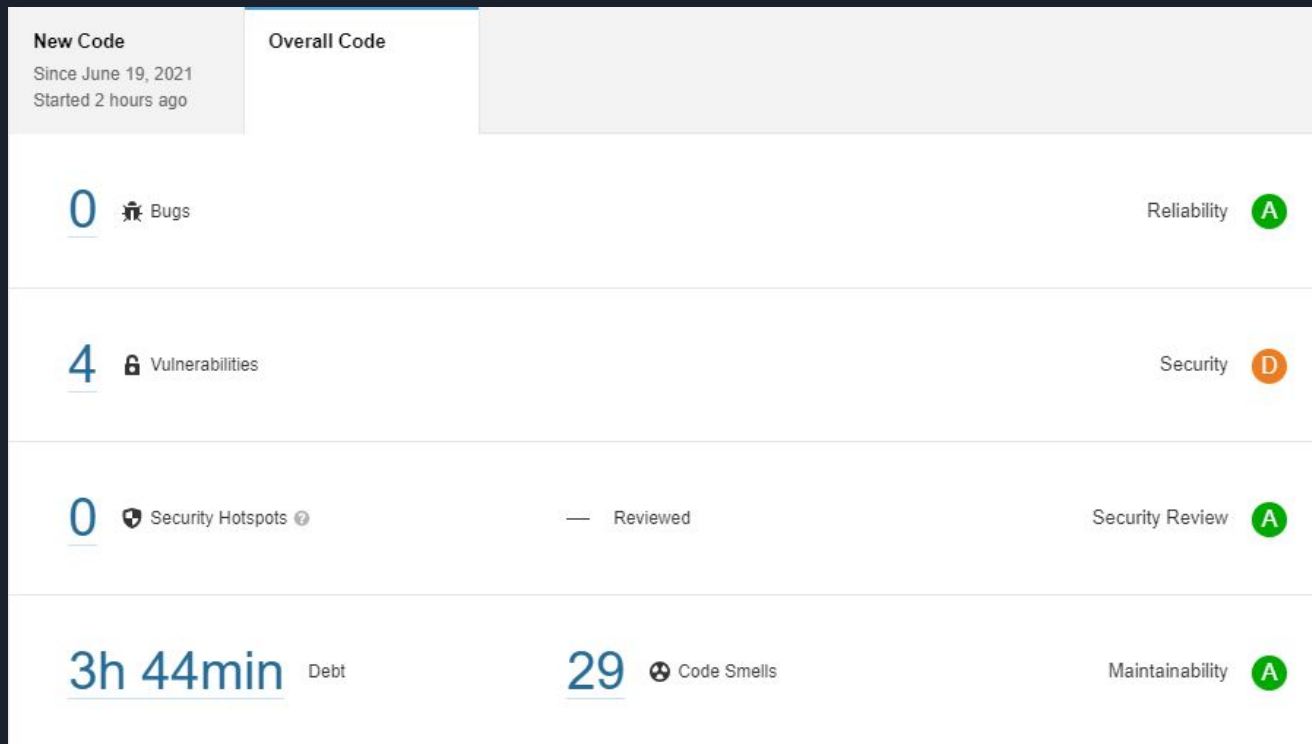 New Code
Since June 19, 2021
Started 2 hours ago
Overall Code
0 Bugs
Reliability A
4 Vulnerabilities
Security D
0 Security Hotspots ?
— Reviewed
Security Review A
3h 44min Debt
29 Code Smells
Maintainability A